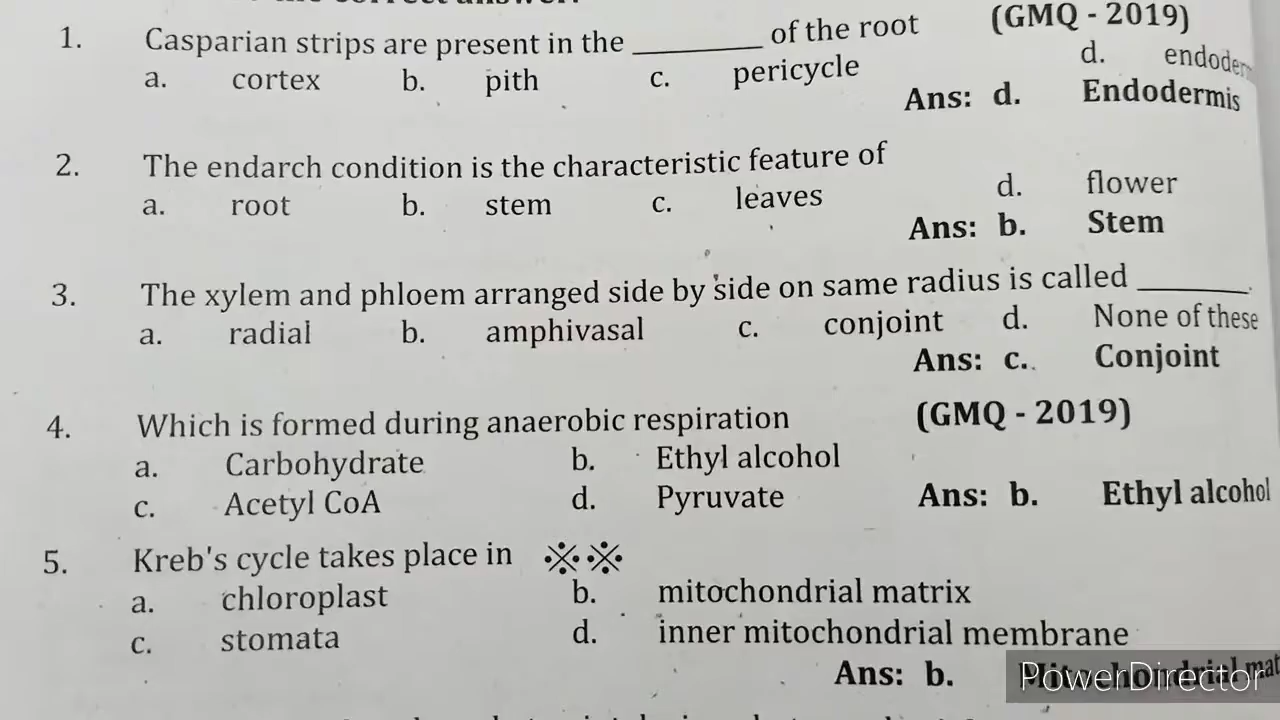 1. Casparian strips are present in the ________ of the root (GMQ - 2019)
a. cortex b. pith c. pericycle d.
Ans: d. Endodermis
2. The endarch condition is the characteristic feature of
a. root b. stem c. leaves d. flower
Ans: b. Stem
3. The xylem and phloem arranged side by side on same radius is called _______.
a. radial b. amphivasal c. conjoint d. None of these
Ans: c. Conjoint
4. Which is formed during anaerobic respiration (GMQ - 2019)
a. Carbohydrate b. Ethyl alcohol
c. Acetyl CoA d. Pyruvate Ans: b. Ethyl alcohol
5. Kreb's cycle takes place in ※※
a. chloroplast b. mitochondrial matrix
c. stomata d. inner mitochondrial membrane
Ans: b. Mitochondrial mat
PowerDirector